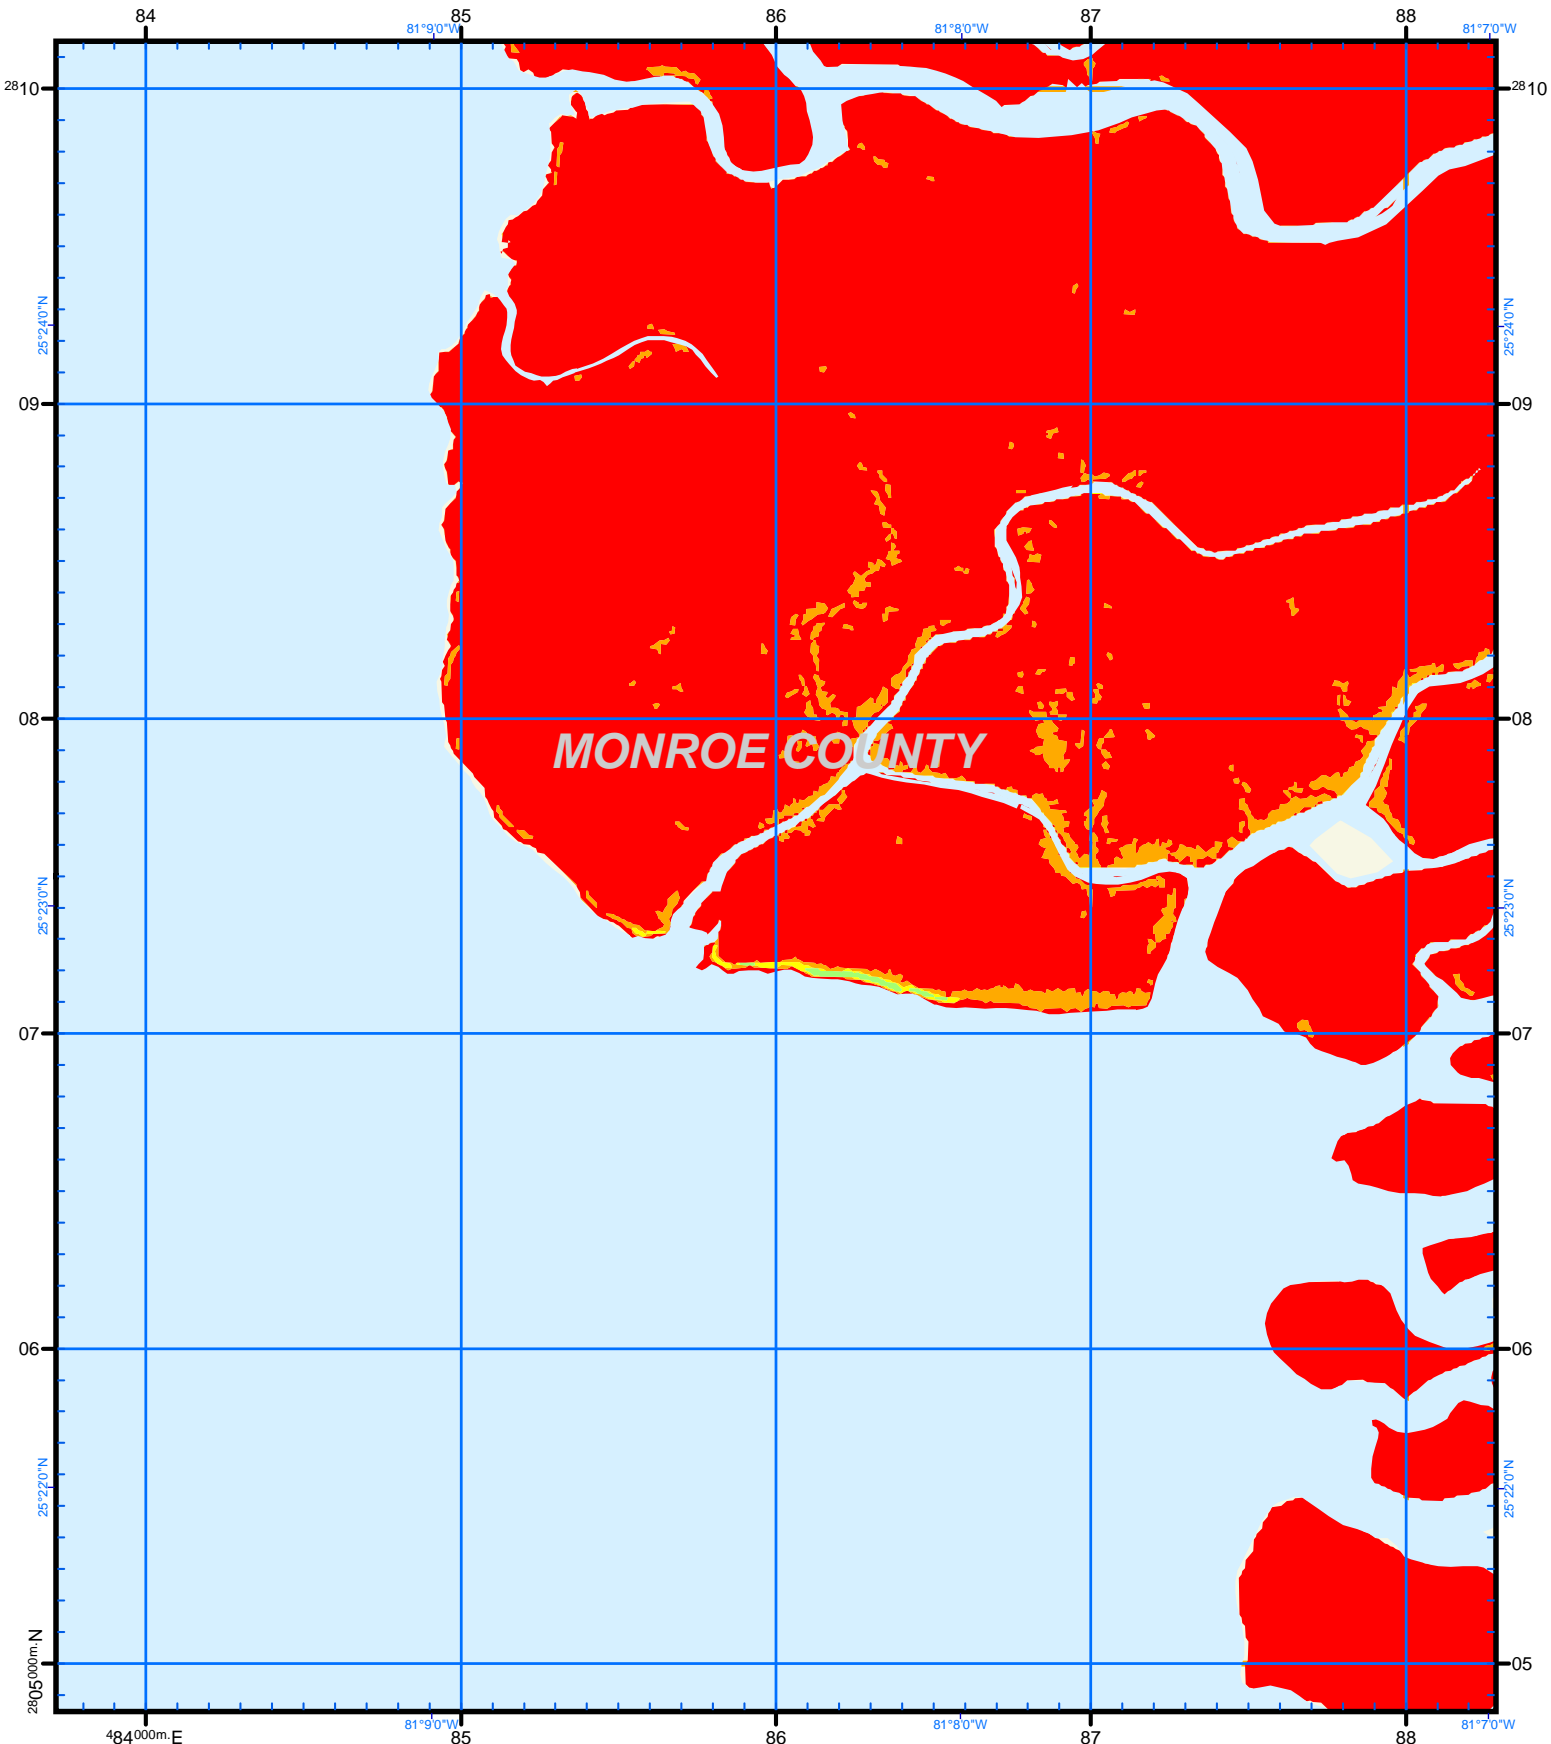 84 85 86 87 88
81°9'0"W 81°8'0"W 81°7'0"W
2810 2810
25°24'0"N 25°24'0"N
09 09
08 08
MONROE COUNTY
25°23'0"N 25°23'0"N
07 07
06 06
25°22'0"N 25°22'0"N
2805000m.N 05
81°9'0"W 81°8'0"W 81°7'0"W
484000m.E 85 86 87 88